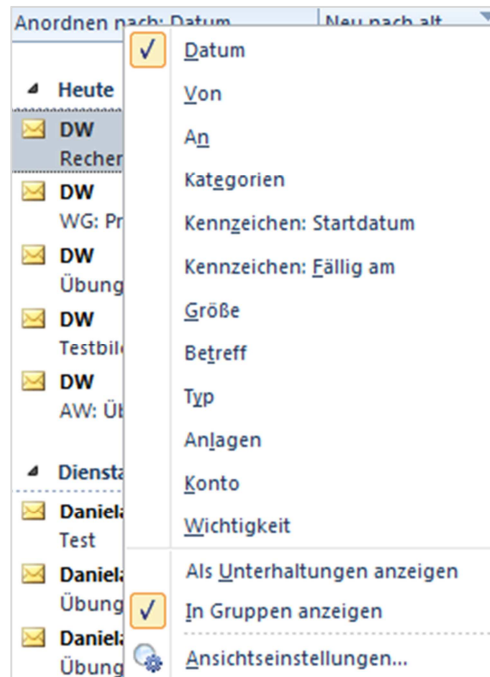 Anordnen nach: Datum Neu nach alt
Heute
DW
Recher
DW
WG: Pr
DW
Übung
DW
Testbil
DW
AW: Üb
Dienst
Daniela
Test
Daniela
Übung
Daniela
Übung
Datum
Von
An
Kategorien
Kennzeichen: Startdatum
Kennzeichen: Fällig am
Größe
Betreff
Typ
Anlagen
Konto
Wichtigkeit
Als Unterhaltungen anzeigen
In Gruppen anzeigen
Ansichtseinstellungen...